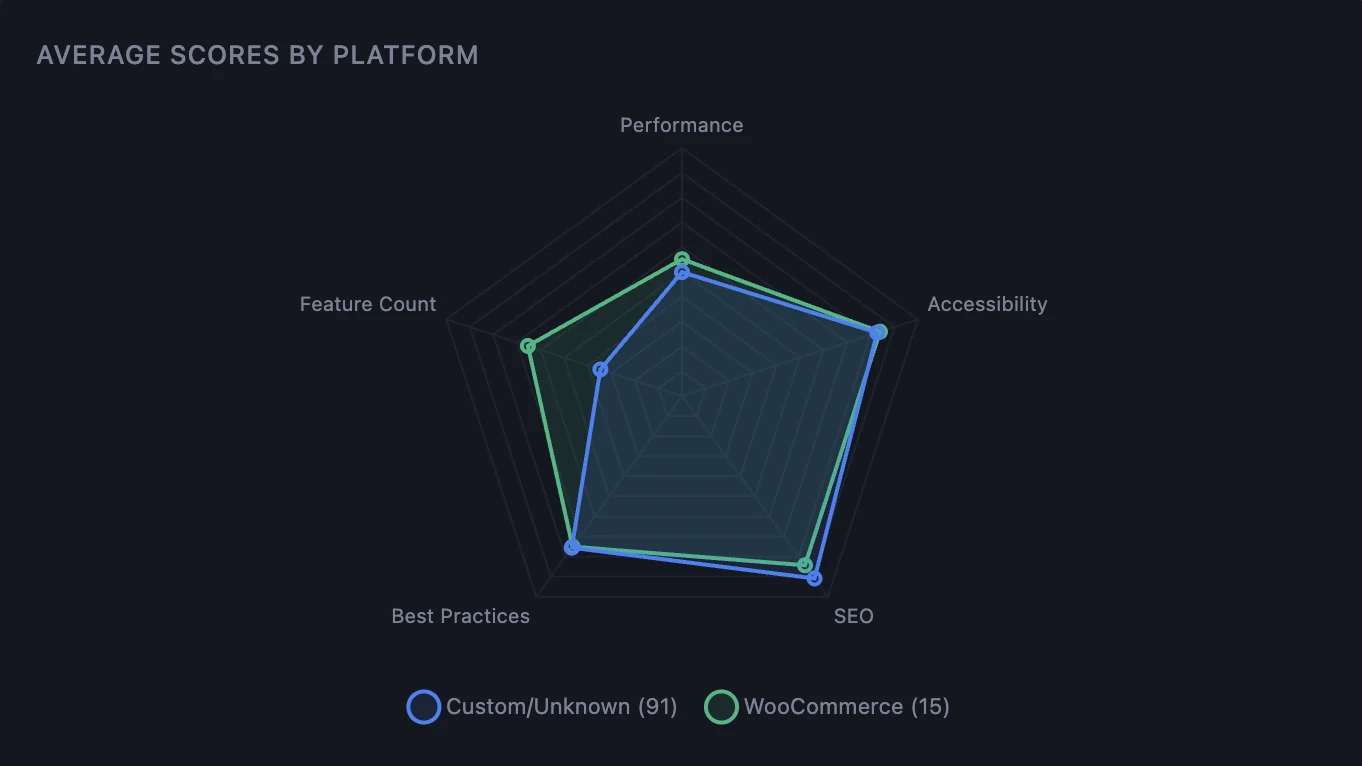 AVERAGE SCORES BY PLATFORM
Performance
Feature Count
Accessibility
Best Practices
SEO
Custom/Unknown (91)
WooCommerce (15)